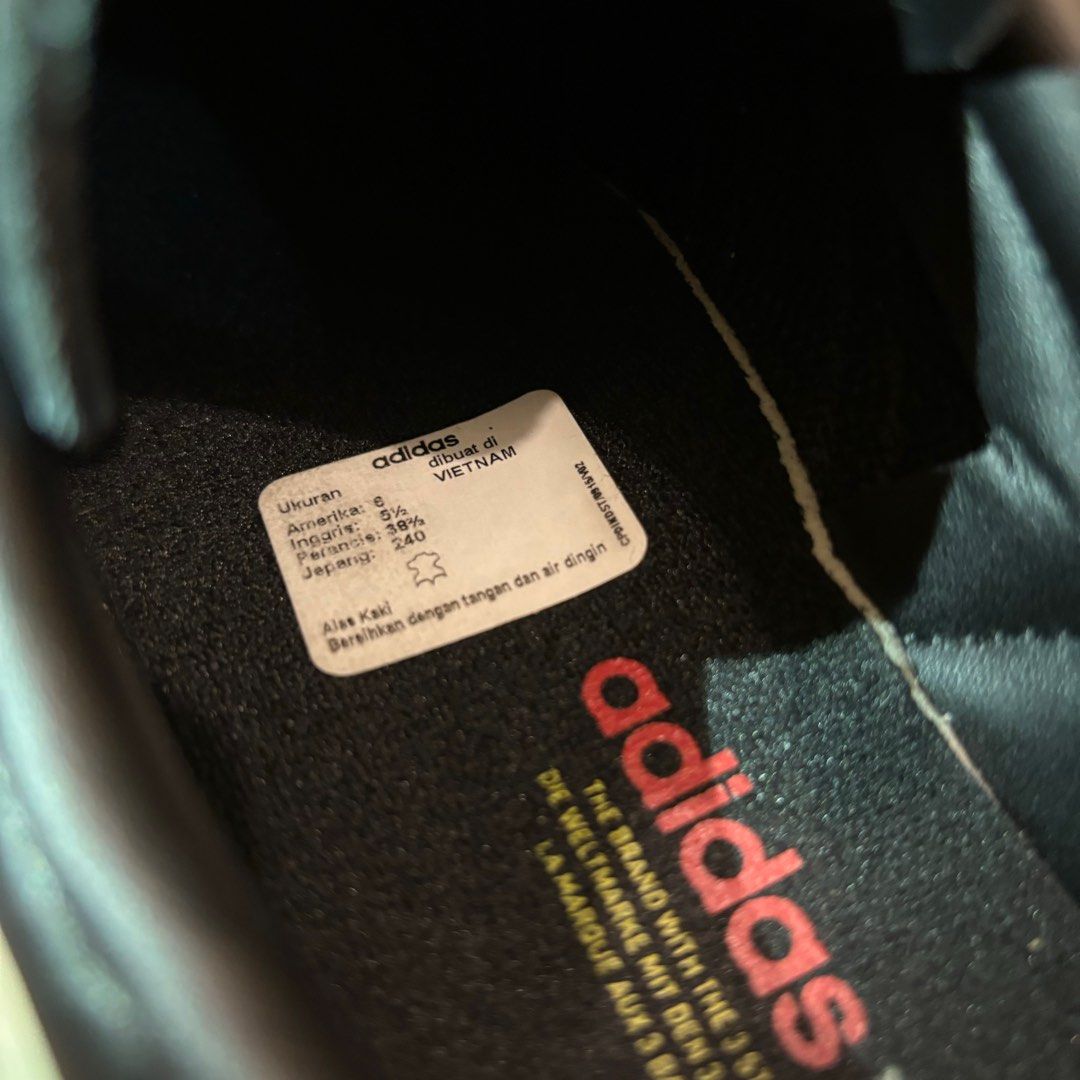 adidas
dibuat di
VIETNAM
Ukuran
Amerika: 6
Inggris: 5½
Perancis: 38⅔
Jepang: 240
Alas Kaki
Bersihkan dengan tangan dan air dingin
adidas
THE BRAND WITH THE 3 ST
DIE WELTMARKE MIT DEN 3
LA MARQUE AUX 3 BA